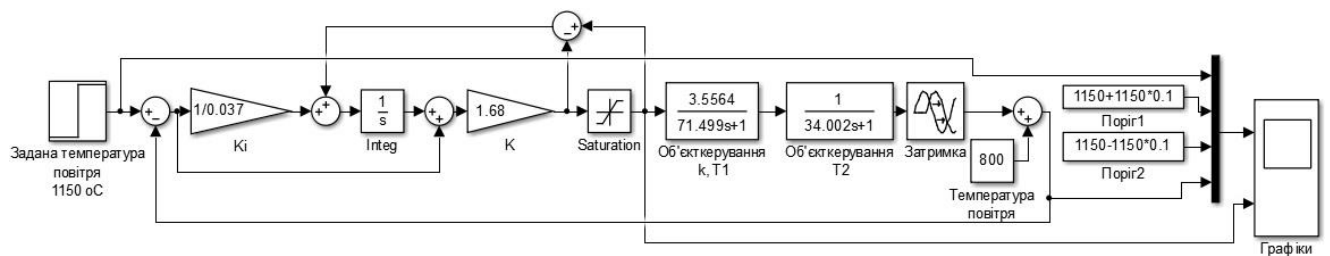 Задана температура
повітря
1150 оС
1/0.037
Ki
1
s
Integ
1.68
K
Saturation
3.5564
71.499s+1
Об'єкткерування
k, T1
1
34.002s+1
Об'єкткерування
T2
Затримка
800
Температура
повітря
1150+1150*0.1
Поріг1
1150-1150*0.1
Поріг2
Графіки